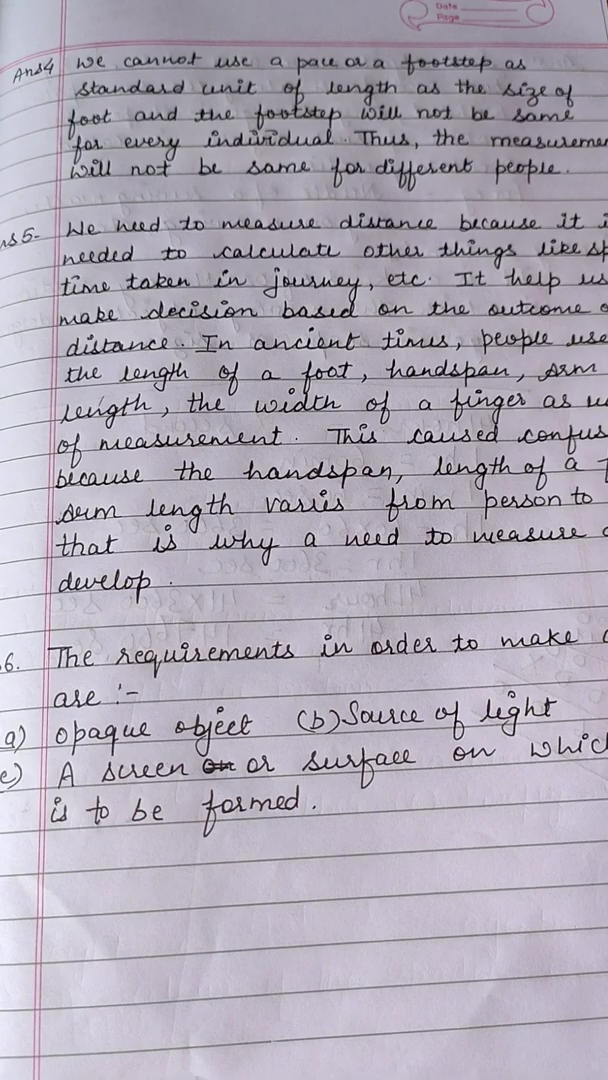 Date
Page
Ans4 We cannot use a pace or a footstep as
standard unit of length as the size of
foot and the footstep will not be same
for every individual. Thus, the measuremen
will not be same for different people.
ns5- We need to measure distance because it i
needed to calculate other things like sp
time taken in journey, etc. It help us
make decision based on the outcome o
distance. In ancient times, people use
the length of a foot, handspan, arm
length, the width of a finger as u
of measurement. This caused confus
because the handspan, length of a f
arm length varies from person to
that is why a need to measure
develop.
6. The requirements in order to make
are :-
a) opaque object (b) Source of light
c) A screen or surface on whic
is to be formed.